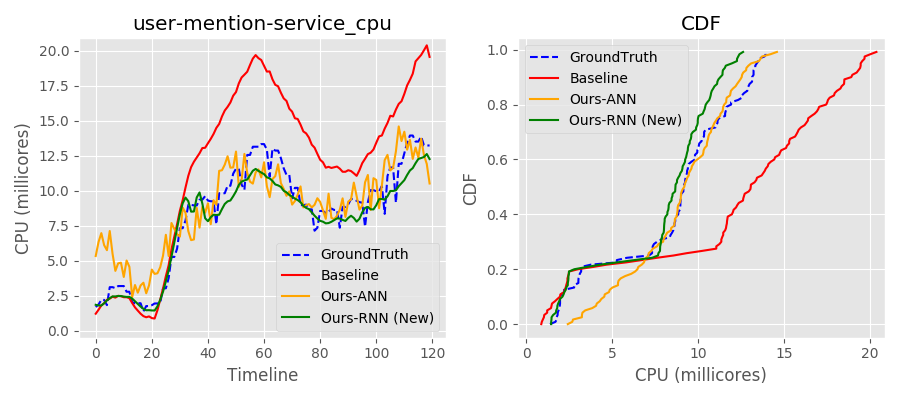 user-mention-service_cpu
CPU (millicores)
20.0
17.5
15.0
12.5
10.0
7.5
5.0
2.5
0.0
GroundTruth
Baseline
Ours-ANN
Ours-RNN (New)
0 20 40 60 80 100 120
Timeline
CDF
CDF
1.0
0.8
0.6
0.4
0.2
0.0
GroundTruth
Baseline
Ours-ANN
Ours-RNN (New)
0 5 10 15 20
CPU (millicores)